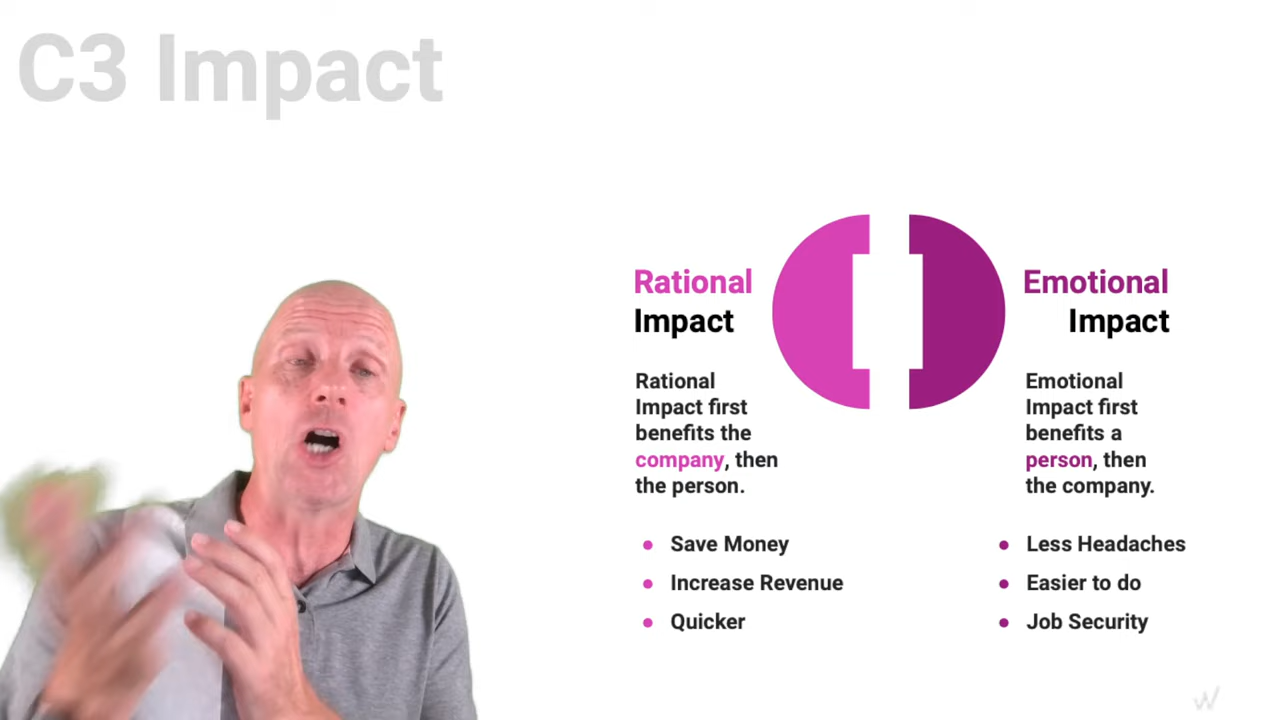 C3 Impact
Rational
Impact
Rational
Impact first
benefits the
company, then
the person.
Save Money
Increase Revenue
Quicker
Emotional
Impact
Emotional
Impact first
benefits a
person, then
the company.
Less Headaches
Easier to do
Job Security
W